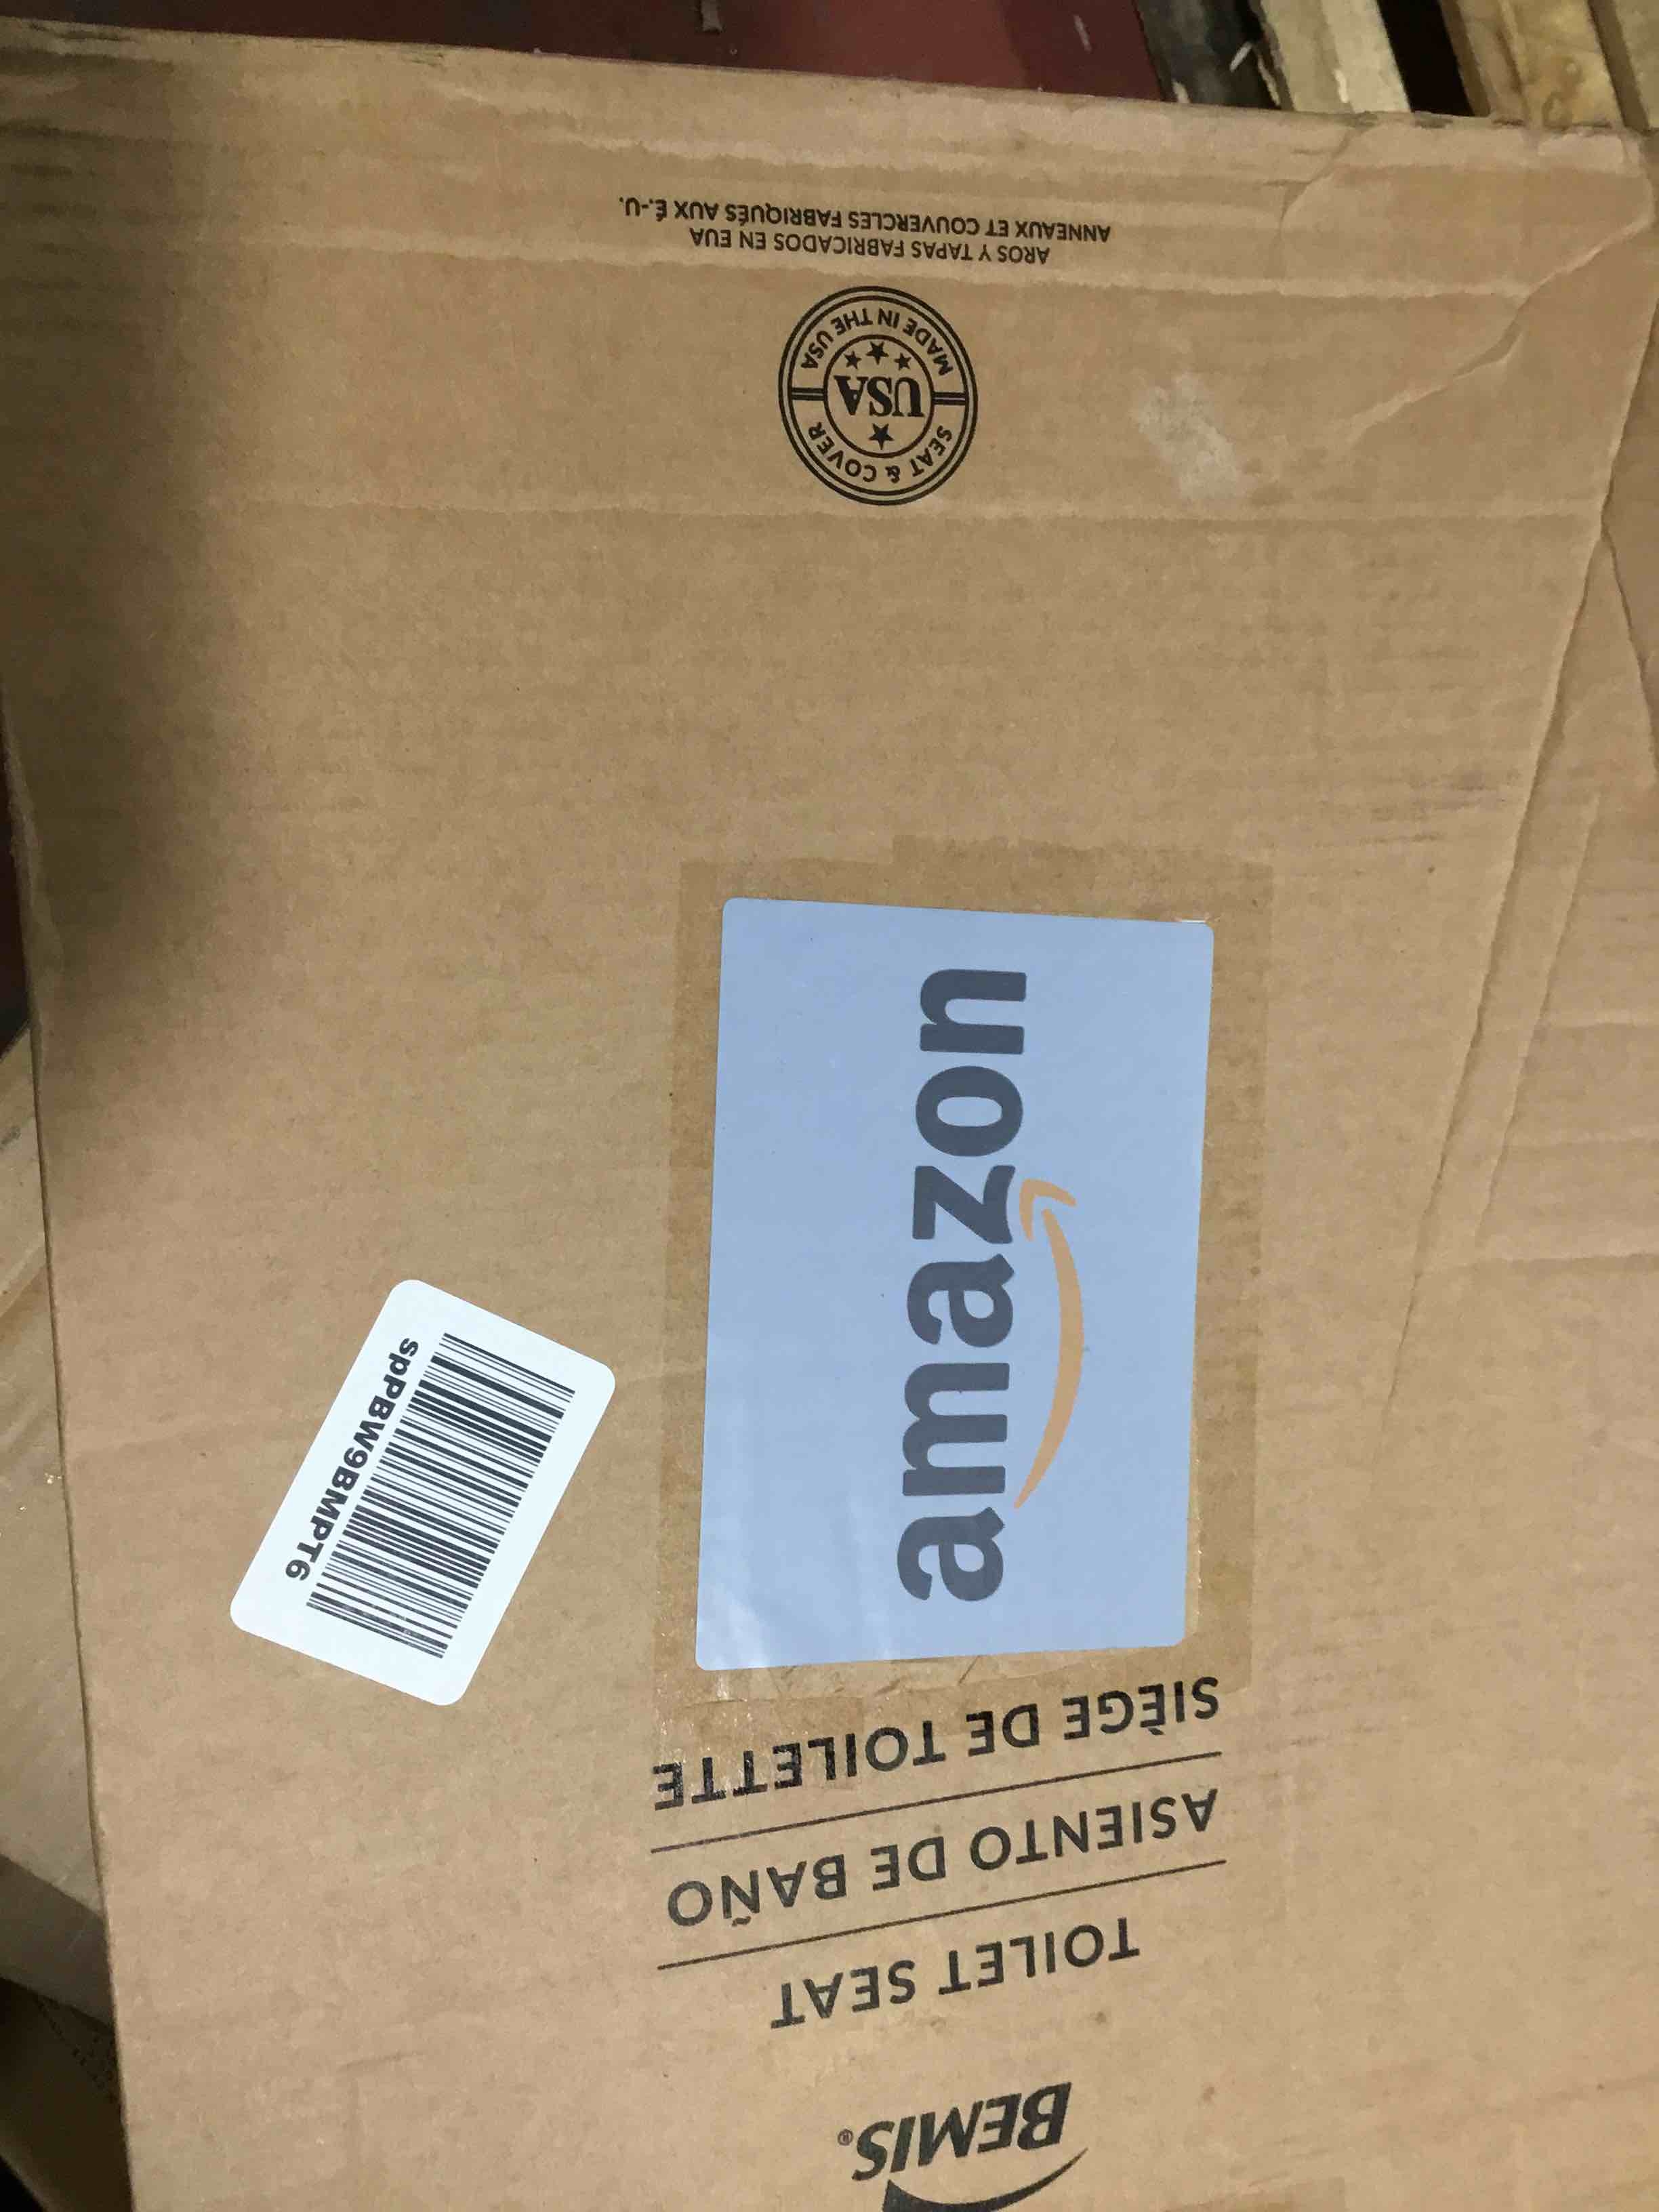 BEMIS®
TOILET SEAT
ASIENTO DE BAÑO
SIÈGE DE TOILETTE
amazon
spPBW9BMPT6
SEAT & COVER
USA
MADE IN THE USA
AROS Y TAPAS FABRICADOS EN EUA
ANNEAUX ET COUVERCLES FABRIQUÉS AUX É.-U.